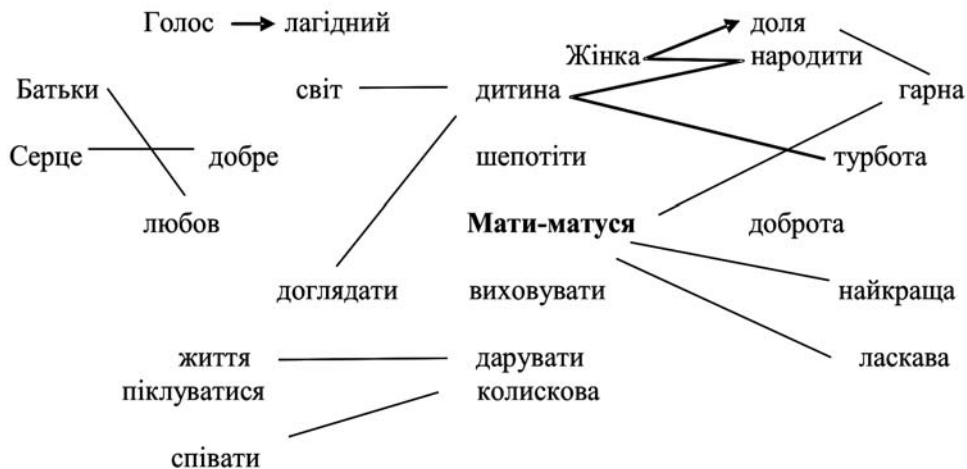 Голос лагідний доля
Жінка народити
Батьки світ дитина гарна
Серце добре шепотіти турбота
любов Мати-матуся доброта
доглядати виховувати найкраща
життя дарувати ласкава
піклуватися колискова
співати